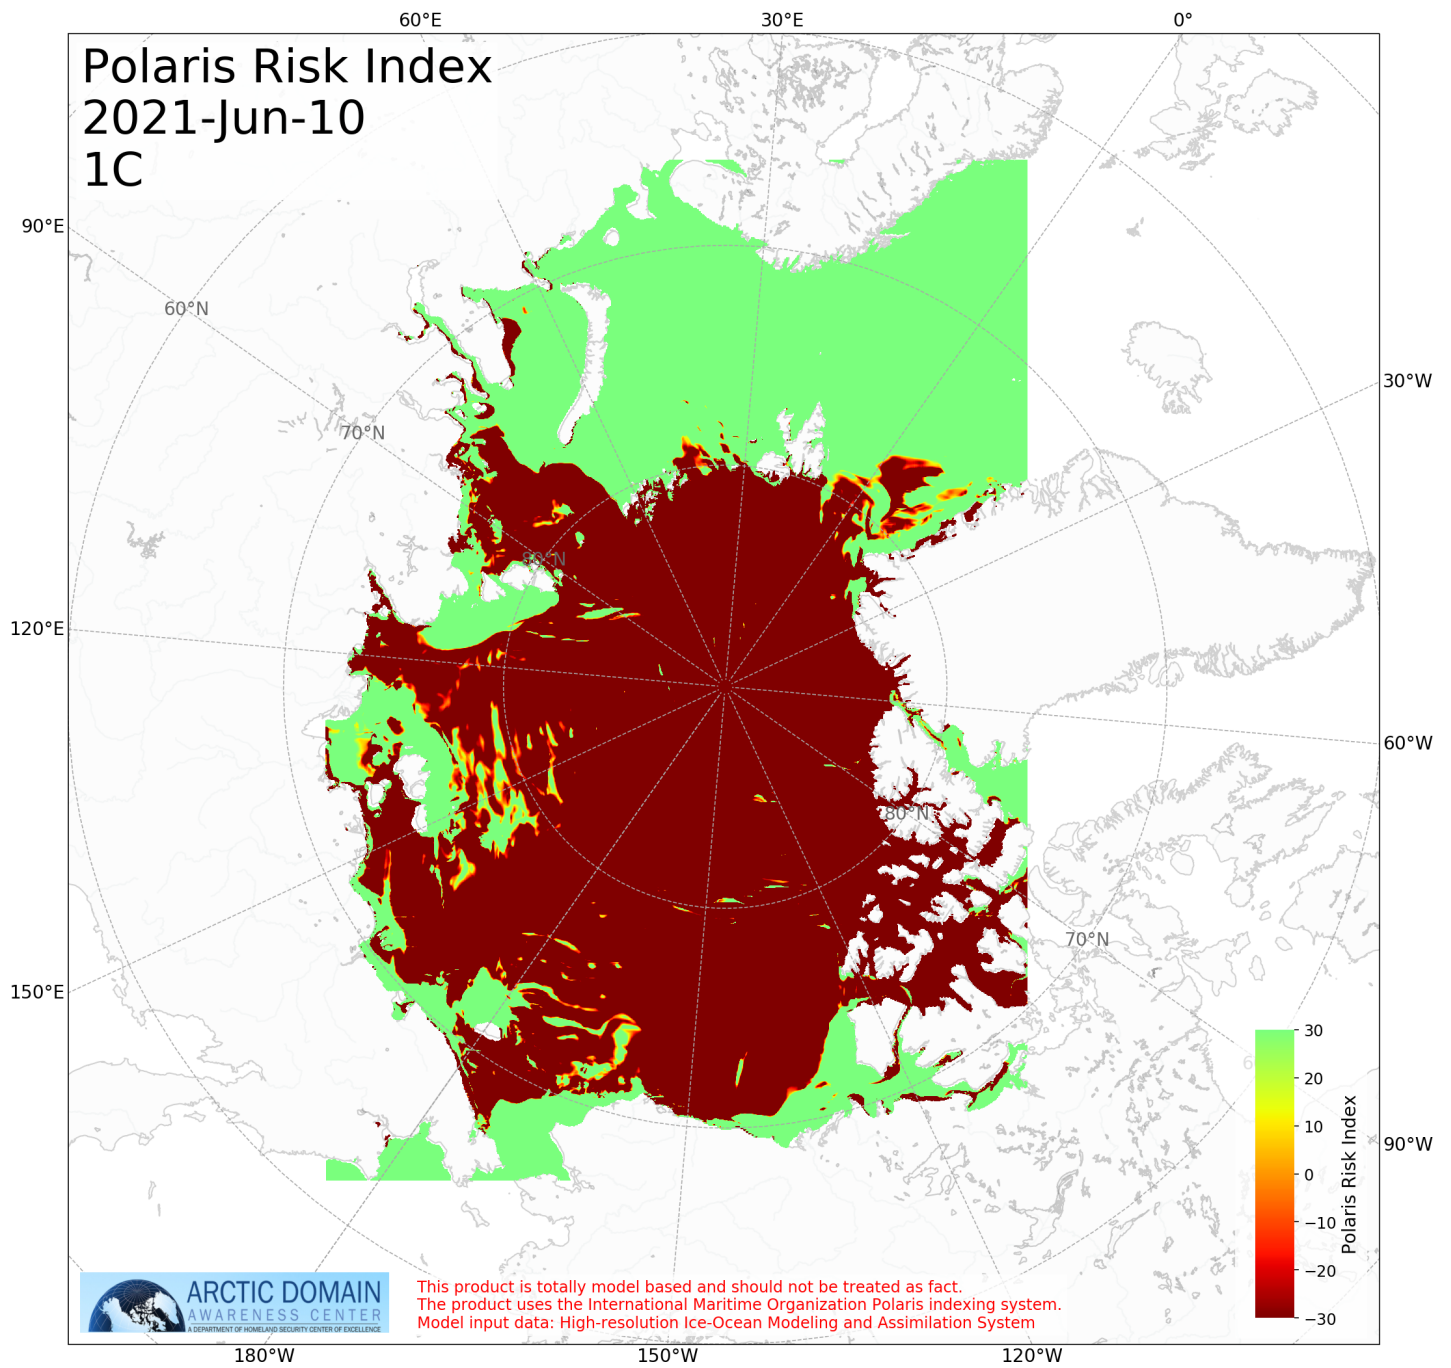 60°E 30°E 0°
Polaris Risk Index
2021-Jun-10
1C
90°E
60°N
30°W
70°N
80°N
120°E
60°W
80°N
70°N
150°E
30
20
10
0
−10
−20
−30
Polaris Risk Index
90°W
ARCTIC DOMAIN
AWARENESS CENTER
A DEPARTMENT OF HOMELAND SECURITY CENTER OF EXCELLENCE
This product is totally model based and should not be treated as fact.
The product uses the International Maritime Organization Polaris indexing system.
Model input data: High-resolution Ice-Ocean Modeling and Assimilation System
180°W 150°W 120°W